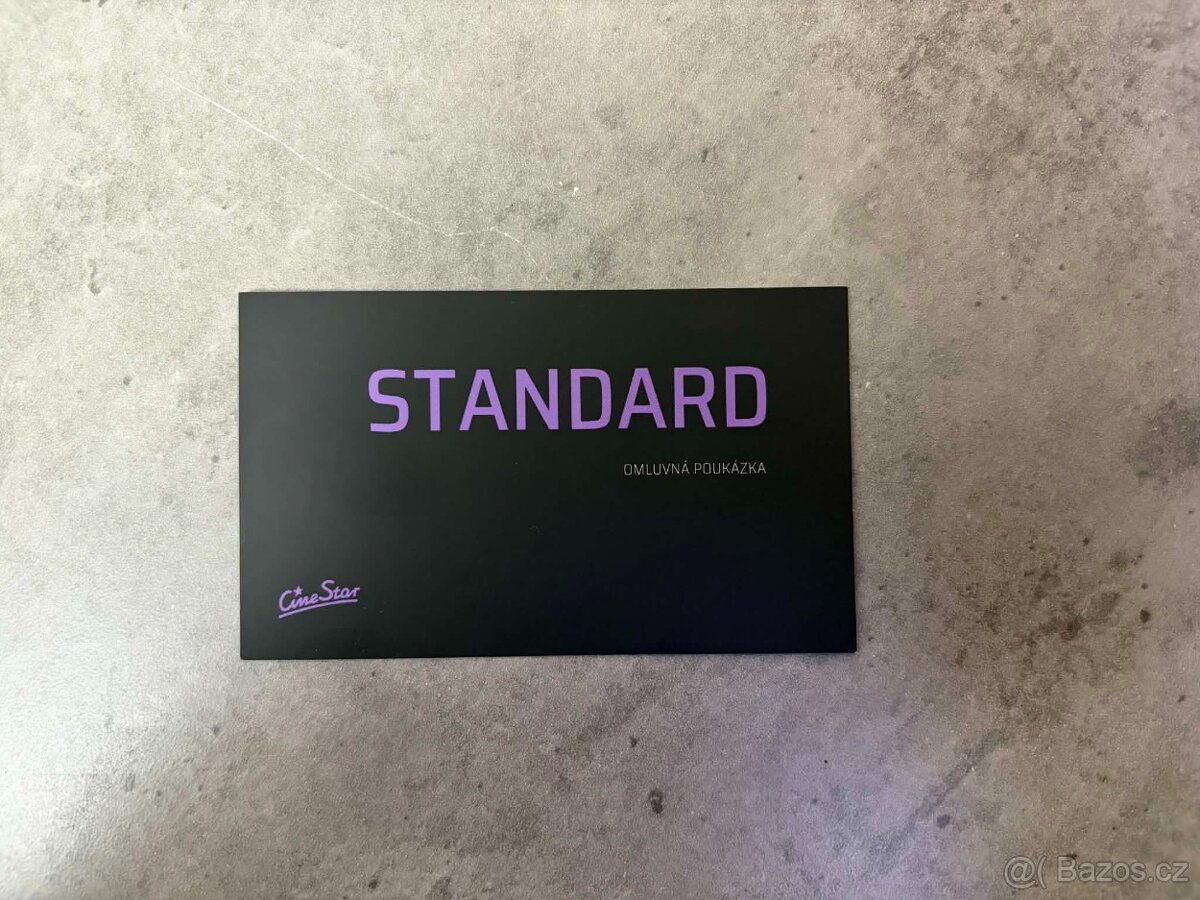 STANDARD
OMLUVNÁ POUKÁZKA
CineStar
@( Bazos.cz